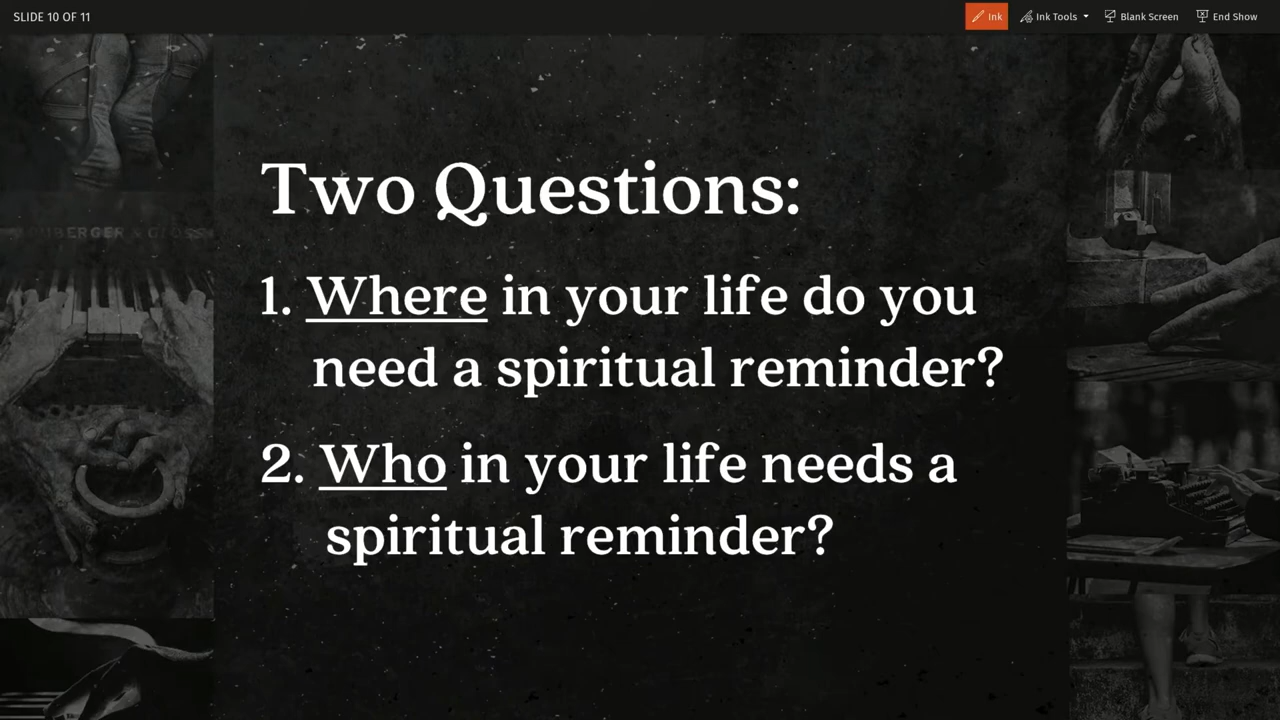 SLIDE 10 OF 11
Ink
Ink Tools
Blank Screen
End Show
Two Questions:
1. Where in your life do you
need a spiritual reminder?
2. Who in your life needs a
spiritual reminder?